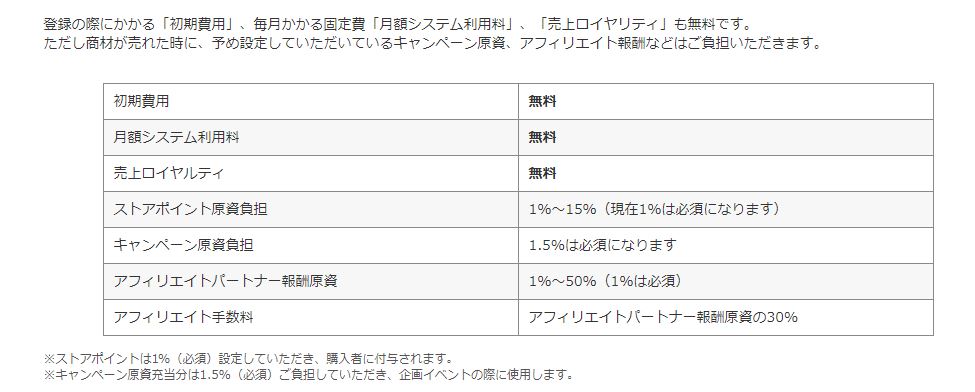 登録の際にかかる「初期費用」、毎月かかる固定費「月額システム利用料」、「売上ロイヤリティ」も無料です。
ただし商材が売れた時に、予め設定していただいているキャンペーン原資、アフィリエイト報酬などはご負担いただきます。
初期費用 無料
月額システム利用料 無料
売上ロイヤルティ 無料
ストアポイント原資負担 1%～15%（現在1%は必須になります）
キャンペーン原資負担 1.5%は必須になります
アフィリエイトパートナー報酬原資 1%～50%（1%は必須）
アフィリエイト手数料 アフィリエイトパートナー報酬原資の30%
※ストアポイントは1%（必須）設定していただき、購入者に付与されます。
※キャンペーン原資充当分は1.5%（必須）ご負担していただき、企画イベントの際に使用します。